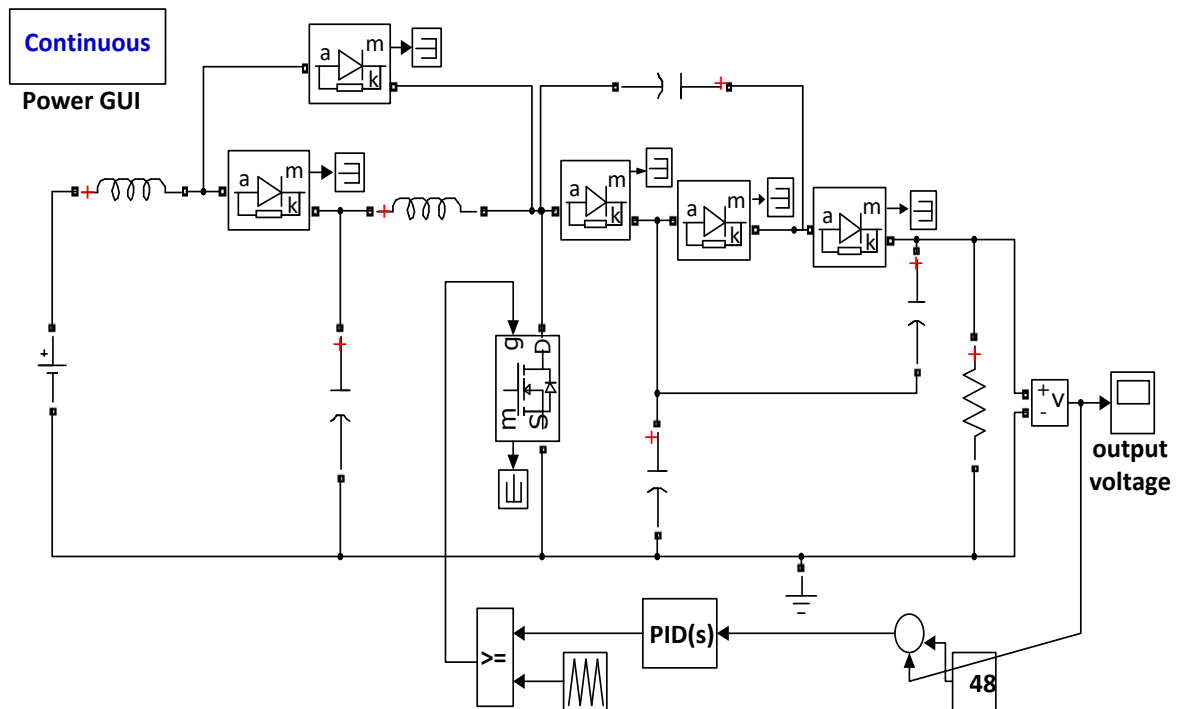 Continuous
Power GUI
a m k
a m k
a m k
a m k
a m k
g D
m S
+ v -
output
voltage
PID(s)
>=
48